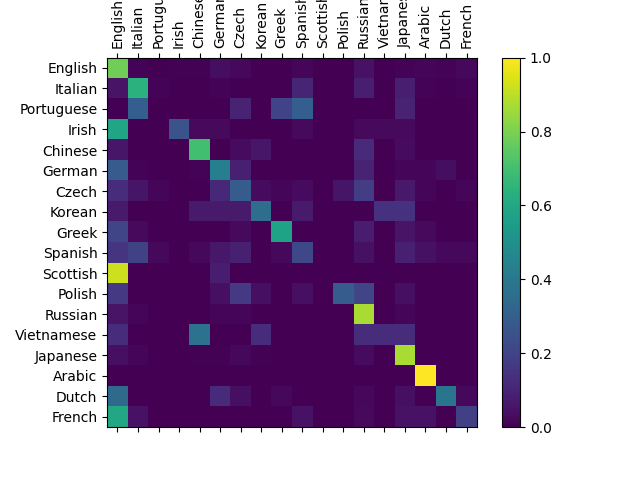 English
Italian
Portugu
Irish
Chinese
German
Czech
Korean
Greek
Spanish
Scottish
Polish
Russian
Vietnam
Japanes
Arabic
Dutch
French
English
Italian
Portuguese
Irish
Chinese
German
Czech
Korean
Greek
Spanish
Scottish
Polish
Russian
Vietnamese
Japanese
Arabic
Dutch
French
1.0
0.8
0.6
0.4
0.2
0.0